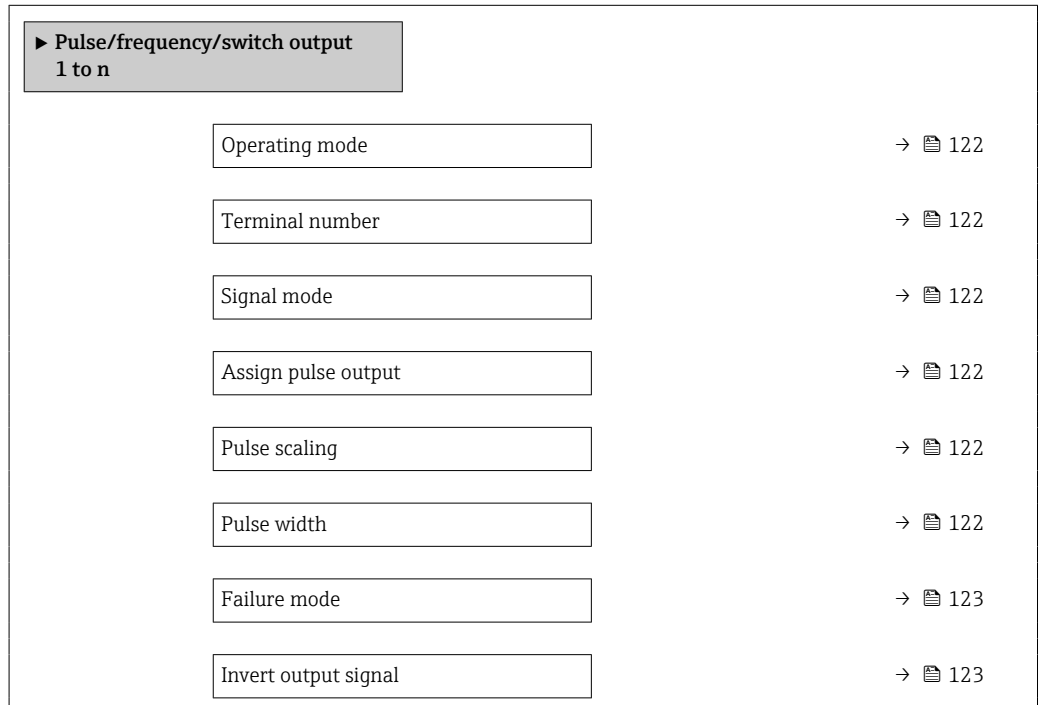 ► Pulse/frequency/switch output
1 to n
Operating mode → 122
Terminal number → 122
Signal mode → 122
Assign pulse output → 122
Pulse scaling → 122
Pulse width → 122
Failure mode → 123
Invert output signal → 123